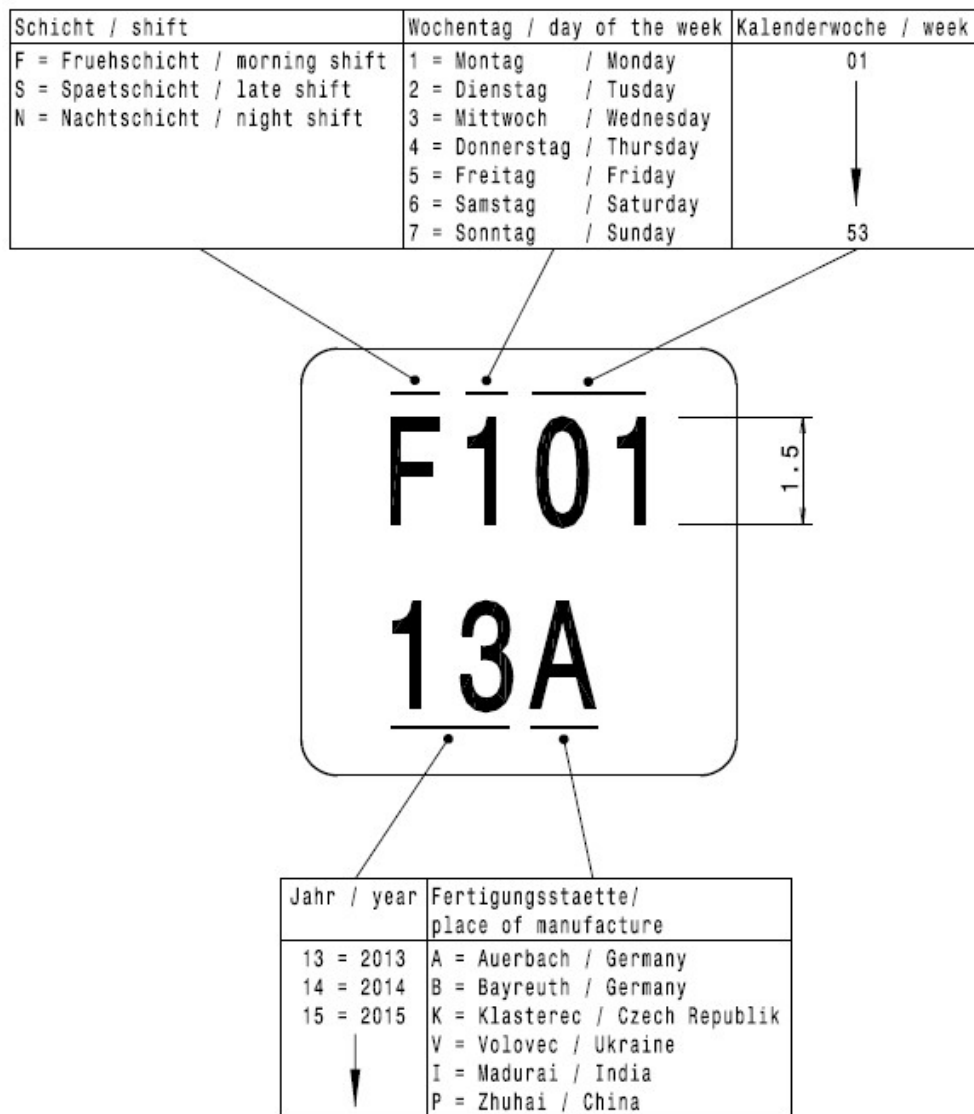 Schicht / shift
F = Fruehschicht / morning shift
S = Spaetschicht / late shift
N = Nachtschicht / night shift
Wochentag / day of the week
1 = Montag / Monday
2 = Dienstag / Tusday
3 = Mittwoch / Wednesday
4 = Donnerstag / Thursday
5 = Freitag / Friday
6 = Samstag / Saturday
7 = Sonntag / Sunday
Kalenderwoche / week
01
53
F101
1.5
13A
Jahr / year
13 = 2013
14 = 2014
15 = 2015
Fertigungsstaette/
place of manufacture
A = Auerbach / Germany
B = Bayreuth / Germany
K = Klasterec / Czech Republik
V = Volovec / Ukraine
I = Madurai / India
P = Zhuhai / China